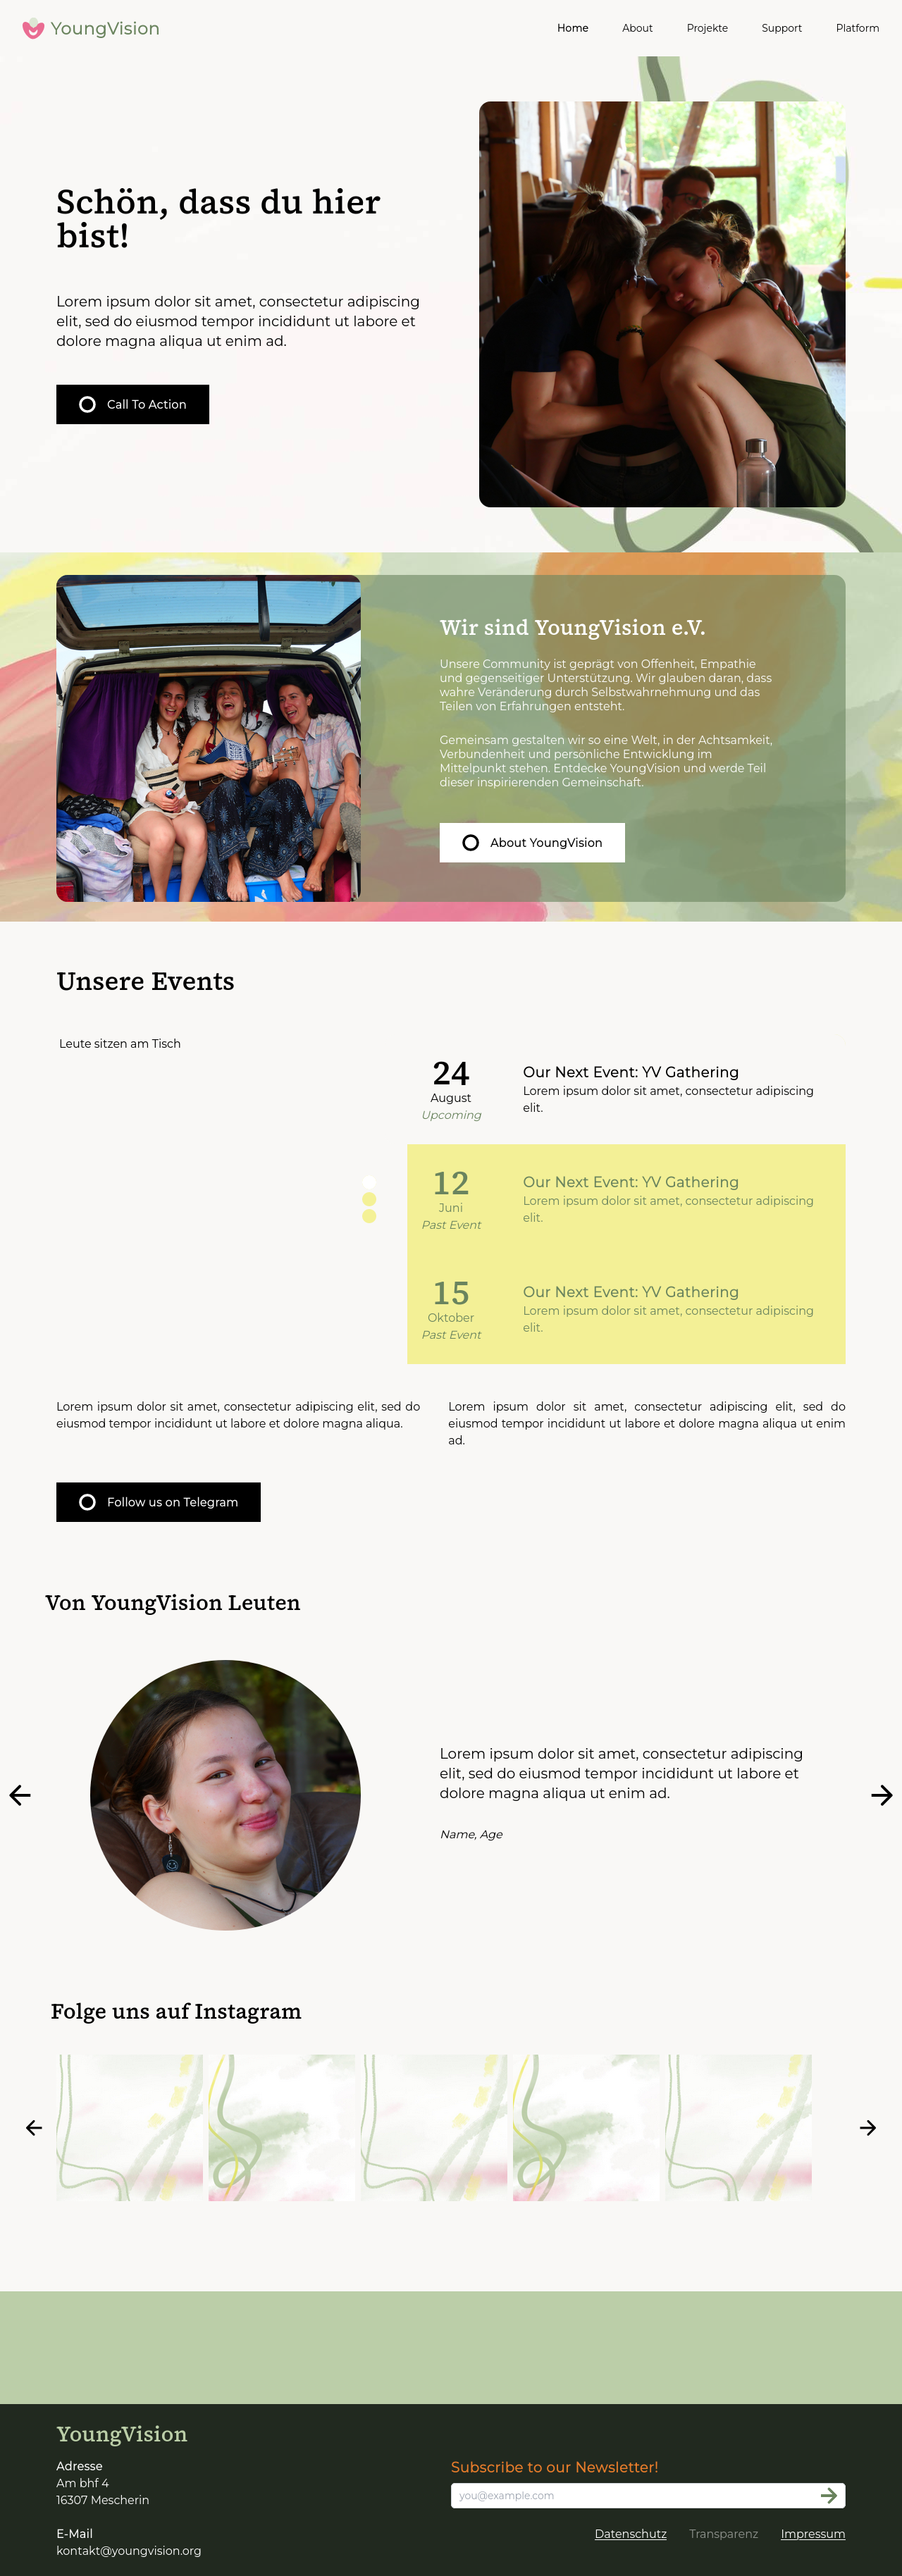 YoungVision
Home About Projekte Support Platform
Schön, dass du hier
bist!
Lorem ipsum dolor sit amet, consectetur adipiscing
elit, sed do eiusmod tempor incididunt ut labore et
dolore magna aliqua ut enim ad.
Call To Action
Wir sind YoungVision e.V.
Unsere Community ist geprägt von Offenheit, Empathie
und gegenseitiger Unterstützung. Wir glauben daran, dass
wahre Veränderung durch Selbstwahrnehmung und das
Teilen von Erfahrungen entsteht.
Gemeinsam gestalten wir so eine Welt, in der Achtsamkeit,
Verbundenheit und persönliche Entwicklung im
Mittelpunkt stehen. Entdecke YoungVision und werde Teil
dieser inspirierenden Gemeinschaft.
About YoungVision
Unsere Events
Leute sitzen am Tisch
24
August
Upcoming
Our Next Event: YV Gathering
Lorem ipsum dolor sit amet, consectetur adipiscing
elit.
12
Juni
Past Event
Our Next Event: YV Gathering
Lorem ipsum dolor sit amet, consectetur adipiscing
elit.
15
Oktober
Past Event
Our Next Event: YV Gathering
Lorem ipsum dolor sit amet, consectetur adipiscing
elit.
Lorem ipsum dolor sit amet, consectetur adipiscing elit, sed do
eiusmod tempor incididunt ut labore et dolore magna aliqua.
Lorem ipsum dolor sit amet, consectetur adipiscing elit, sed do
eiusmod tempor incididunt ut labore et dolore magna aliqua ut enim
ad.
Follow us on Telegram
Von YoungVision Leuten
Lorem ipsum dolor sit amet, consectetur adipiscing
elit, sed do eiusmod tempor incididunt ut labore et
dolore magna aliqua ut enim ad.
Name, Age
Folge uns auf Instagram
YoungVision
Adresse
Am bhf 4
16307 Mescherin
E-Mail
kontakt@youngvision.org
Subscribe to our Newsletter!
you@example.com
Datenschutz Transparenz Impressum